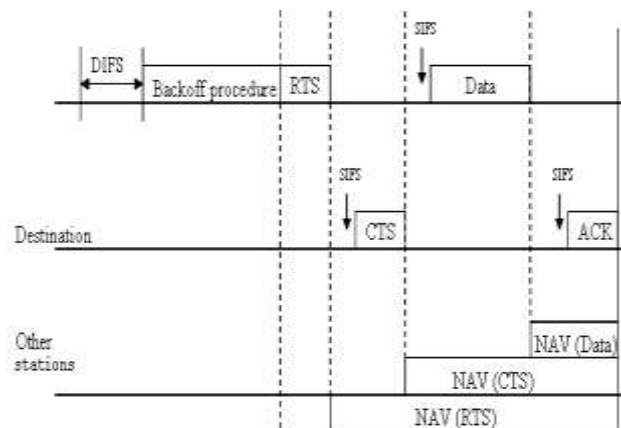 SIFS
DIFS
Backoff procedure RTS Data
SIFS SIFS
Destination CTS ACK
Other
stations
NAV (Data)
NAV (CTS)
NAV (RTS)